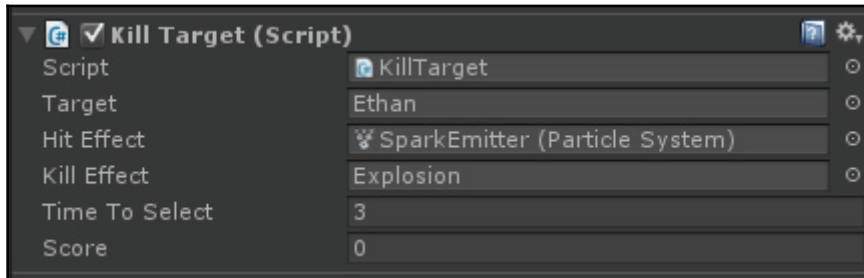 Kill Target (Script)
Script KillTarget
Target Ethan
Hit Effect SparkEmitter (Particle System)
Kill Effect Explosion
Time To Select 3
Score 0